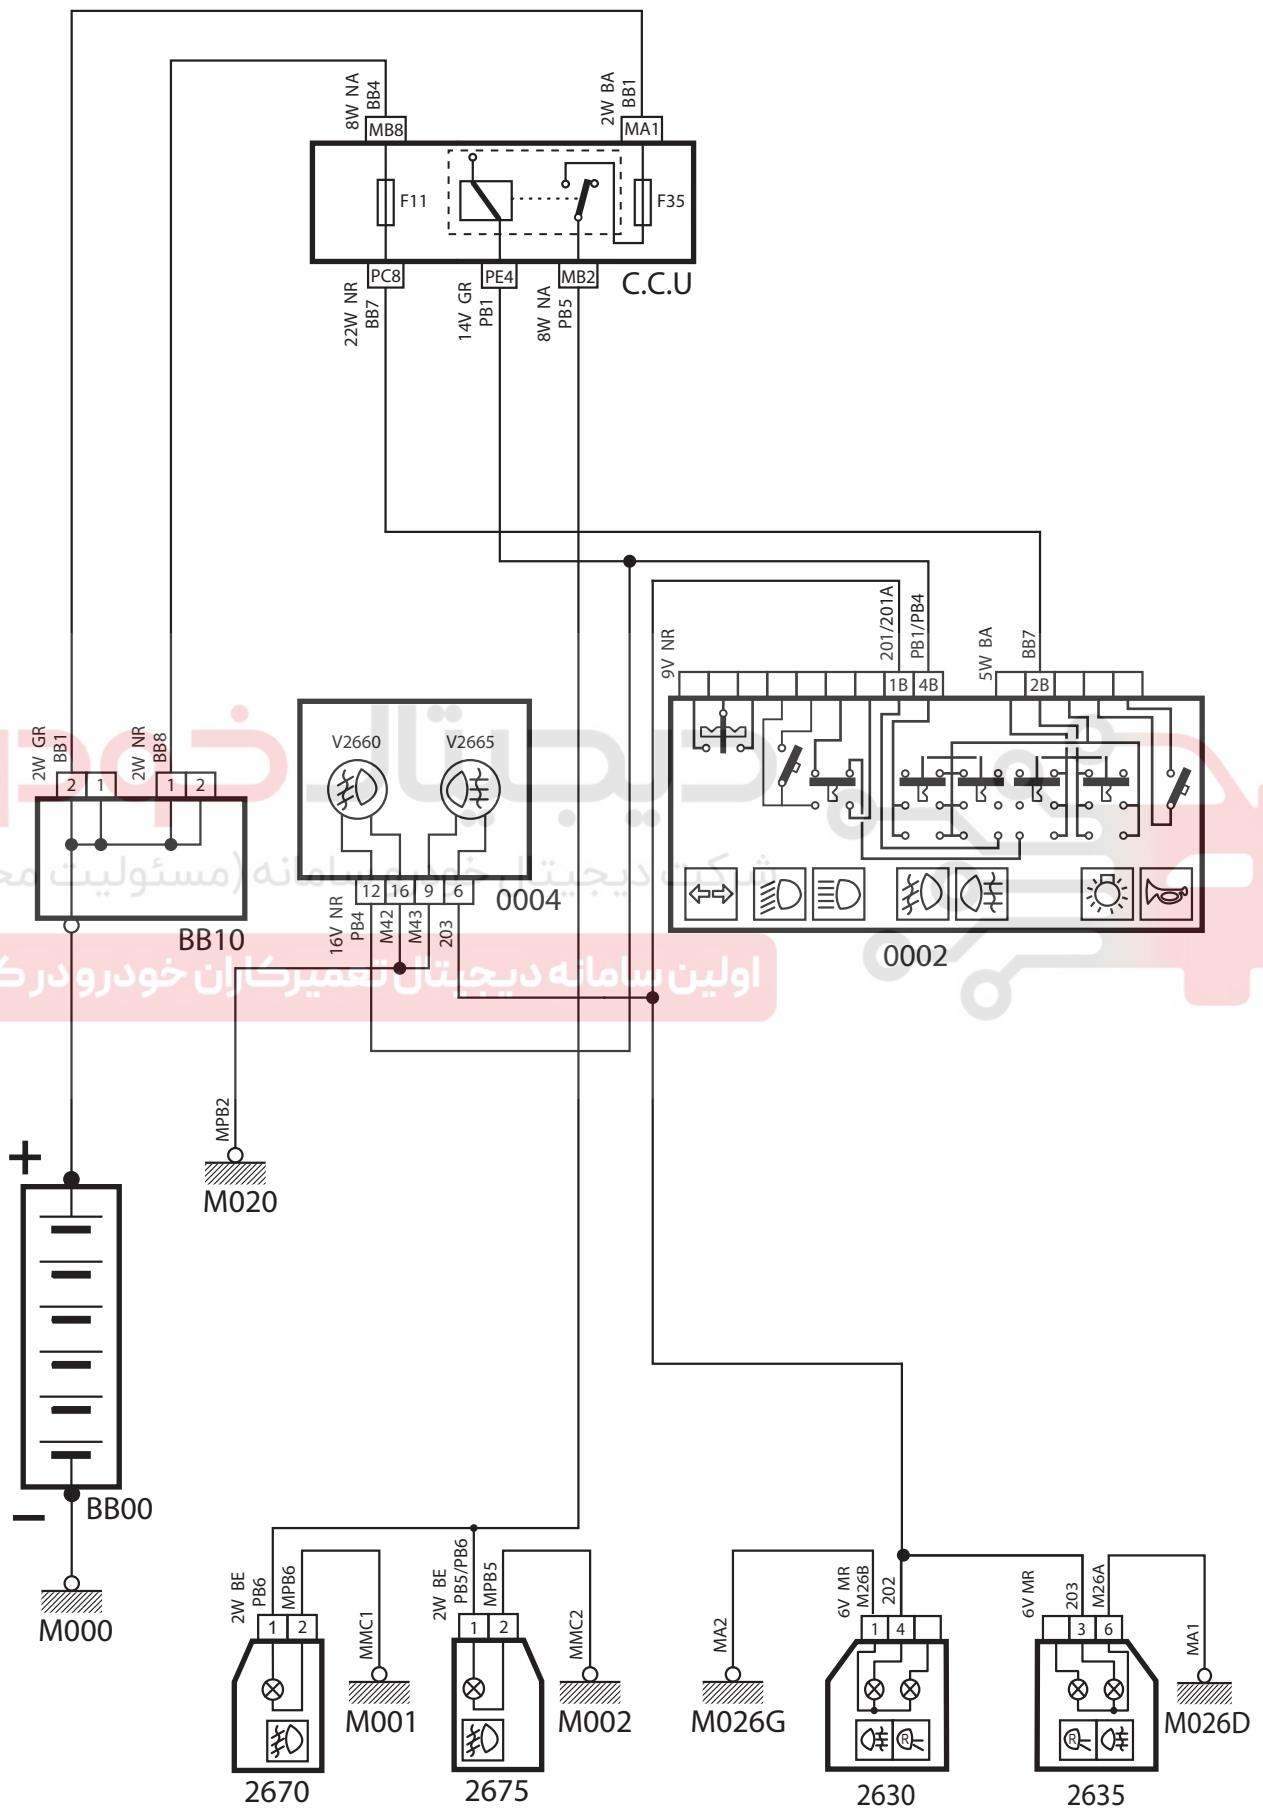 8W NA
BB4
2W BA
BB1
MB8
MA1
F11
F35
PC8
PE4
MB2
C.C.U
22W NR
BB7
14V GR
PB1
8W NA
PB5
9V NR
201/201A
PB1/PB4
5W BA
BB7
1B
4B
2B
2W GR
BB1
2W NR
BB8
2
1
1
2
BB10
V2660
V2665
12
16
9
6
0004
16V NR
PB4
M42
M43
203
0002
دیجیتال خودرو
شرکت دیجیتال خودرو سامانه (مسئولیت مح
اولین سامانه دیجیتال تعمیرکاران خودرو در ک
MPB2
M020
+
−
BB00
M000
2W BE
PB6
MPB6
1
2
MMC1
M001
2670
2W BE
PB5/PB6
MPB5
1
2
MMC2
M002
2675
MA2
M026G
6V MR
M26B
202
1
4
R
2630
6V MR
203
M26A
3
6
R
2635
MA1
M026D